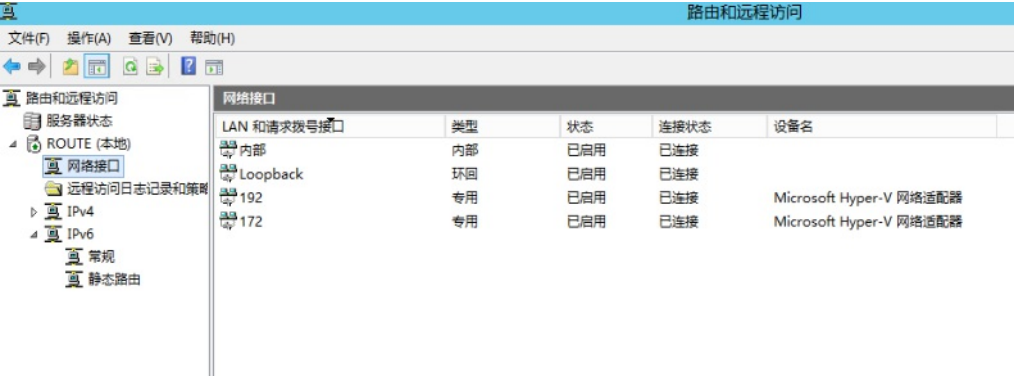 路由和远程访问
文件(F) 操作(A) 查看(V) 帮助(H)
路由和远程访问
服务器状态
ROUTE (本地)
网络接口
远程访问日志记录和策略
IPv4
IPv6
常规
静态路由
网络接口
LAN 和请求拨号接口 类型 状态 连接状态 设备名
内部 内部 已启用 已连接
Loopback 环回 已启用 已连接
192 专用 已启用 已连接 Microsoft Hyper-V 网络适配器
172 专用 已启用 已连接 Microsoft Hyper-V 网络适配器